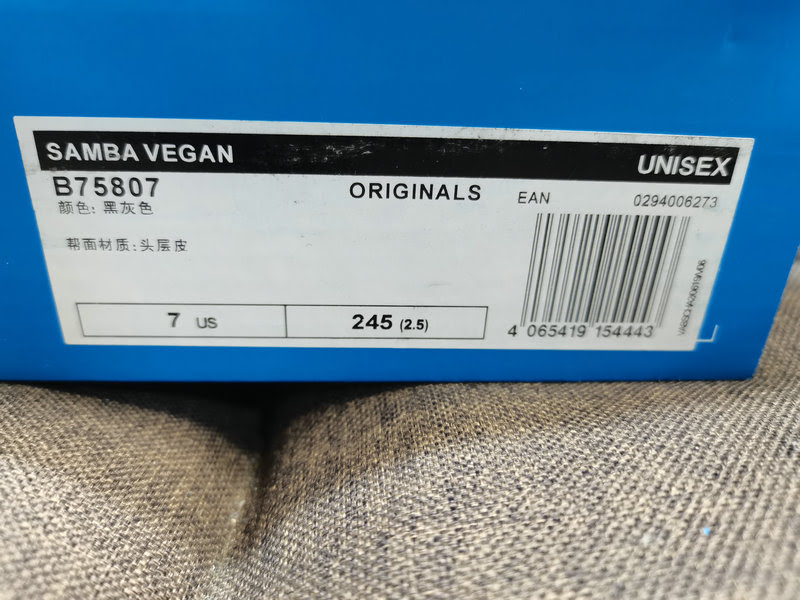 SAMBA VEGAN
UNISEX
B75807
ORIGINALS
EAN
0294006273
颜色: 黑灰色
帮面材质: 头层皮
7 US
245 (2.5)
4 065419 154443